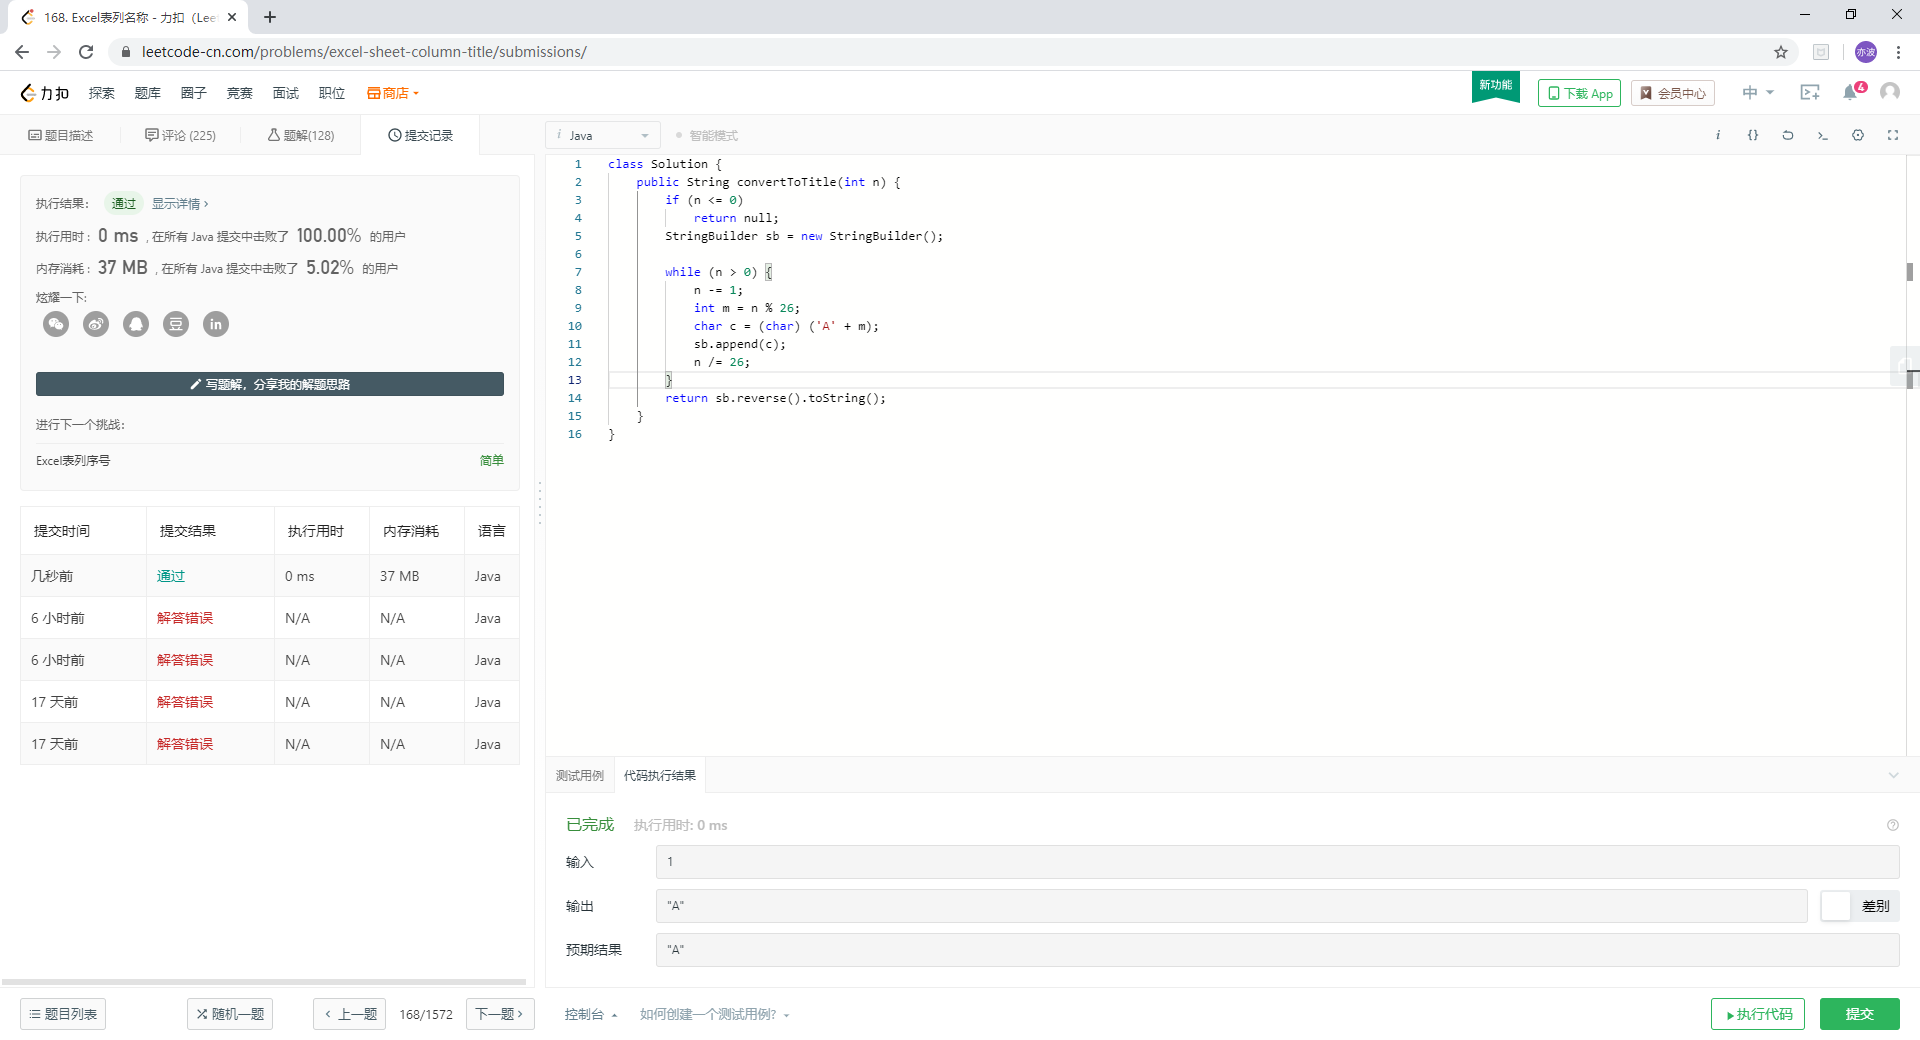 168. Excel表列名称 - 力扣（Lee
leetcode-cn.com/problems/excel-sheet-column-title/submissions/
亦波
力扣 探索 题库 圈子 竞赛 面试 职位 商店
新功能 下载 App 会员中心 中 4
题目描述 评论 (225) 题解(128) 提交记录
i Java 智能模式
执行结果： 通过 显示详情 ›
执行用时 : 0 ms , 在所有 Java 提交中击败了 100.00% 的用户
内存消耗 : 37 MB , 在所有 Java 提交中击败了 5.02% 的用户
炫耀一下:
豆 in
写题解，分享我的解题思路
进行下一个挑战：
Excel表列序号 简单
提交时间 提交结果 执行用时 内存消耗 语言
几秒前 通过 0 ms 37 MB Java
6 小时前 解答错误 N/A N/A Java
6 小时前 解答错误 N/A N/A Java
17 天前 解答错误 N/A N/A Java
17 天前 解答错误 N/A N/A Java
1 class Solution {
2 public String convertToTitle(int n) {
3 if (n <= 0)
4 return null;
5 StringBuilder sb = new StringBuilder();
6
7 while (n > 0) {
8 n -= 1;
9 int m = n % 26;
10 char c = (char) ('A' + m);
11 sb.append(c);
12 n /= 26;
13 }
14 return sb.reverse().toString();
15 }
16 }
测试用例 代码执行结果
已完成 执行用时: 0 ms
输入 1
输出 "A" 差别
预期结果 "A"
题目列表 随机一题 ‹ 上一题 168/1572 下一题 › 控制台 如何创建一个测试用例? 执行代码 提交